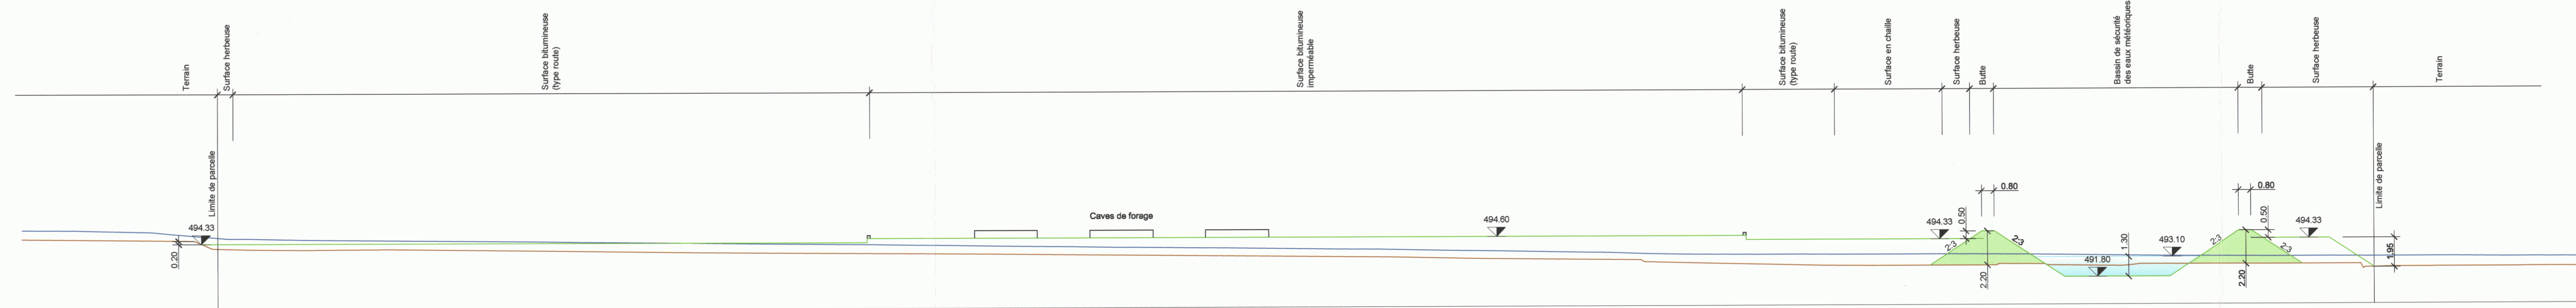 Terrain
Surface herbeuse
Surface bitumineuse
(type route)
Surface bitumineuse
imperméable
Surface bitumineuse
(type route)
Surface en chaille
Surface herbeuse
Butte
Bassin de sécurité
des eaux météoriques
Butte
Surface herbeuse
Terrain
Limite de parcelle
494.33
0.20
Caves de forage
494.60
494.33
0.50
0.80
2:3
2:3
2.20
491.80
1.30
493.10
2:3
0.80
0.50
2:3
2.20
494.33
1.95
Limite de parcelle